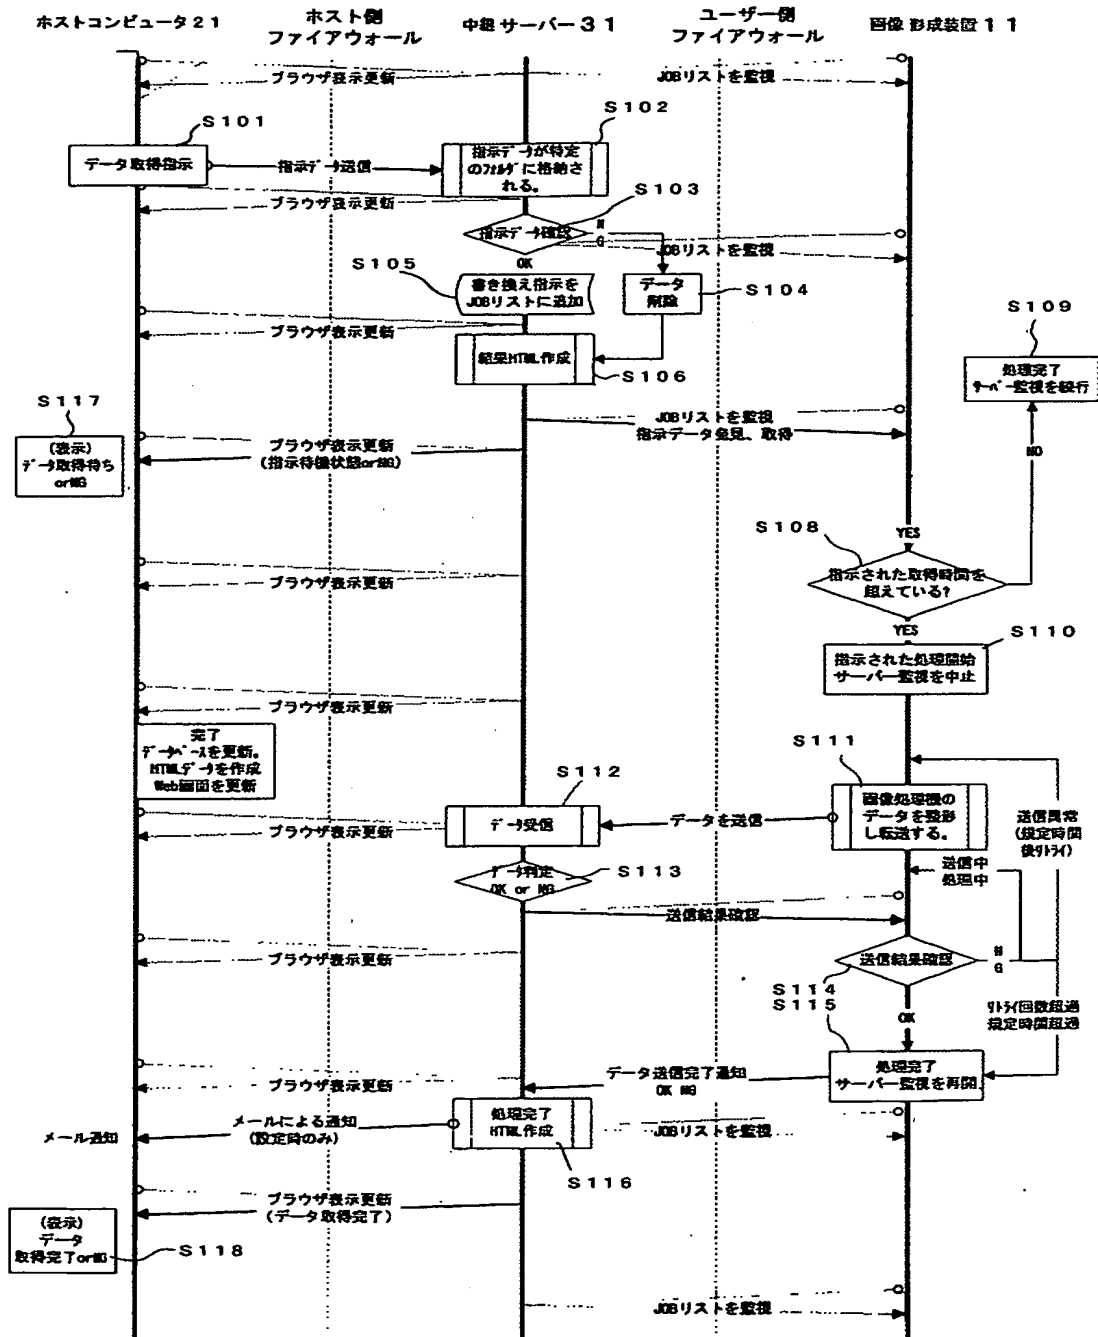 ホストコンピュータ21
ホスト側
ファイアウォール
中継サーバー31
ユーザー側
ファイアウォール
画像形成装置11
ブラウザ表示更新
JOBリストを監視
S101
データ取得指示
指示データ送信
S102
指示データが特定
のフォルダに格納さ
れる。
ブラウザ表示更新
S103
指示データ確認
N
G
JOBリストを監視
OK
S105
書き換え指示を
JOBリストに追加
データ
削除
S104
ブラウザ表示更新
結果HTML作成
S106
S109
処理完了
サーバー監視を続行
JOBリストを監視
指示データ発見、取得
NO
S117
(表示)
データ取得待ち
orNG
ブラウザ表示更新
(指示待機状態orNG)
S108
YES
指示された取得時間を
超えている?
ブラウザ表示更新
YES
S110
指示された処理開始
サーバー監視を中止
ブラウザ表示更新
完了
データベースを更新。
HTMLデータを作成
Web画面を更新
S111
画像処理機の
データを整形
し転送する。
S112
データ受信
データを送信
ブラウザ表示更新
送信異常
(規定時間
後リトライ)
送信中
処理中
S113
データ判定
OK or NG
送信結果確認
ブラウザ表示更新
送信結果確認
N
G
S114
S115
OK
リトライ回数超過
規定時間超過
処理完了
サーバー監視を再開
データ送信完了通知
OK NG
ブラウザ表示更新
処理完了
HTML作成
メールによる通知
(設定時のみ)
メール通知
JOBリストを監視
S116
ブラウザ表示更新
(データ取得完了)
(表示)
データ
取得完了orNG
S118
JOBリストを監視